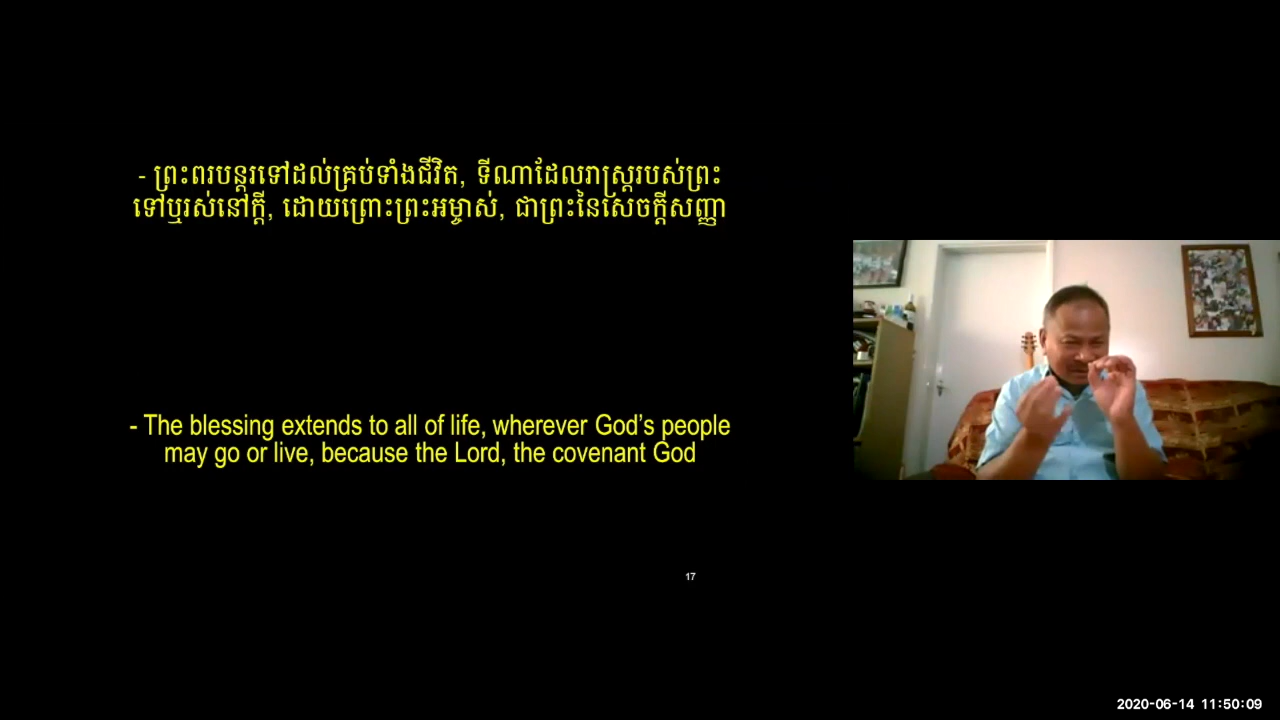 - ព្រះពរបន្តរទៅដល់គ្រប់ទាំងជីវិត, ទីណាដែលរាស្ត្ររបស់ព្រះ
ទៅឬរស់នៅក្តី, ដោយព្រោះព្រះអម្ចាស់, ជាព្រះនៃសេចក្តីសញ្ញា
- The blessing extends to all of life, wherever God’s people
may go or live, because the Lord, the covenant God
17
2020-06-14 11:50:09